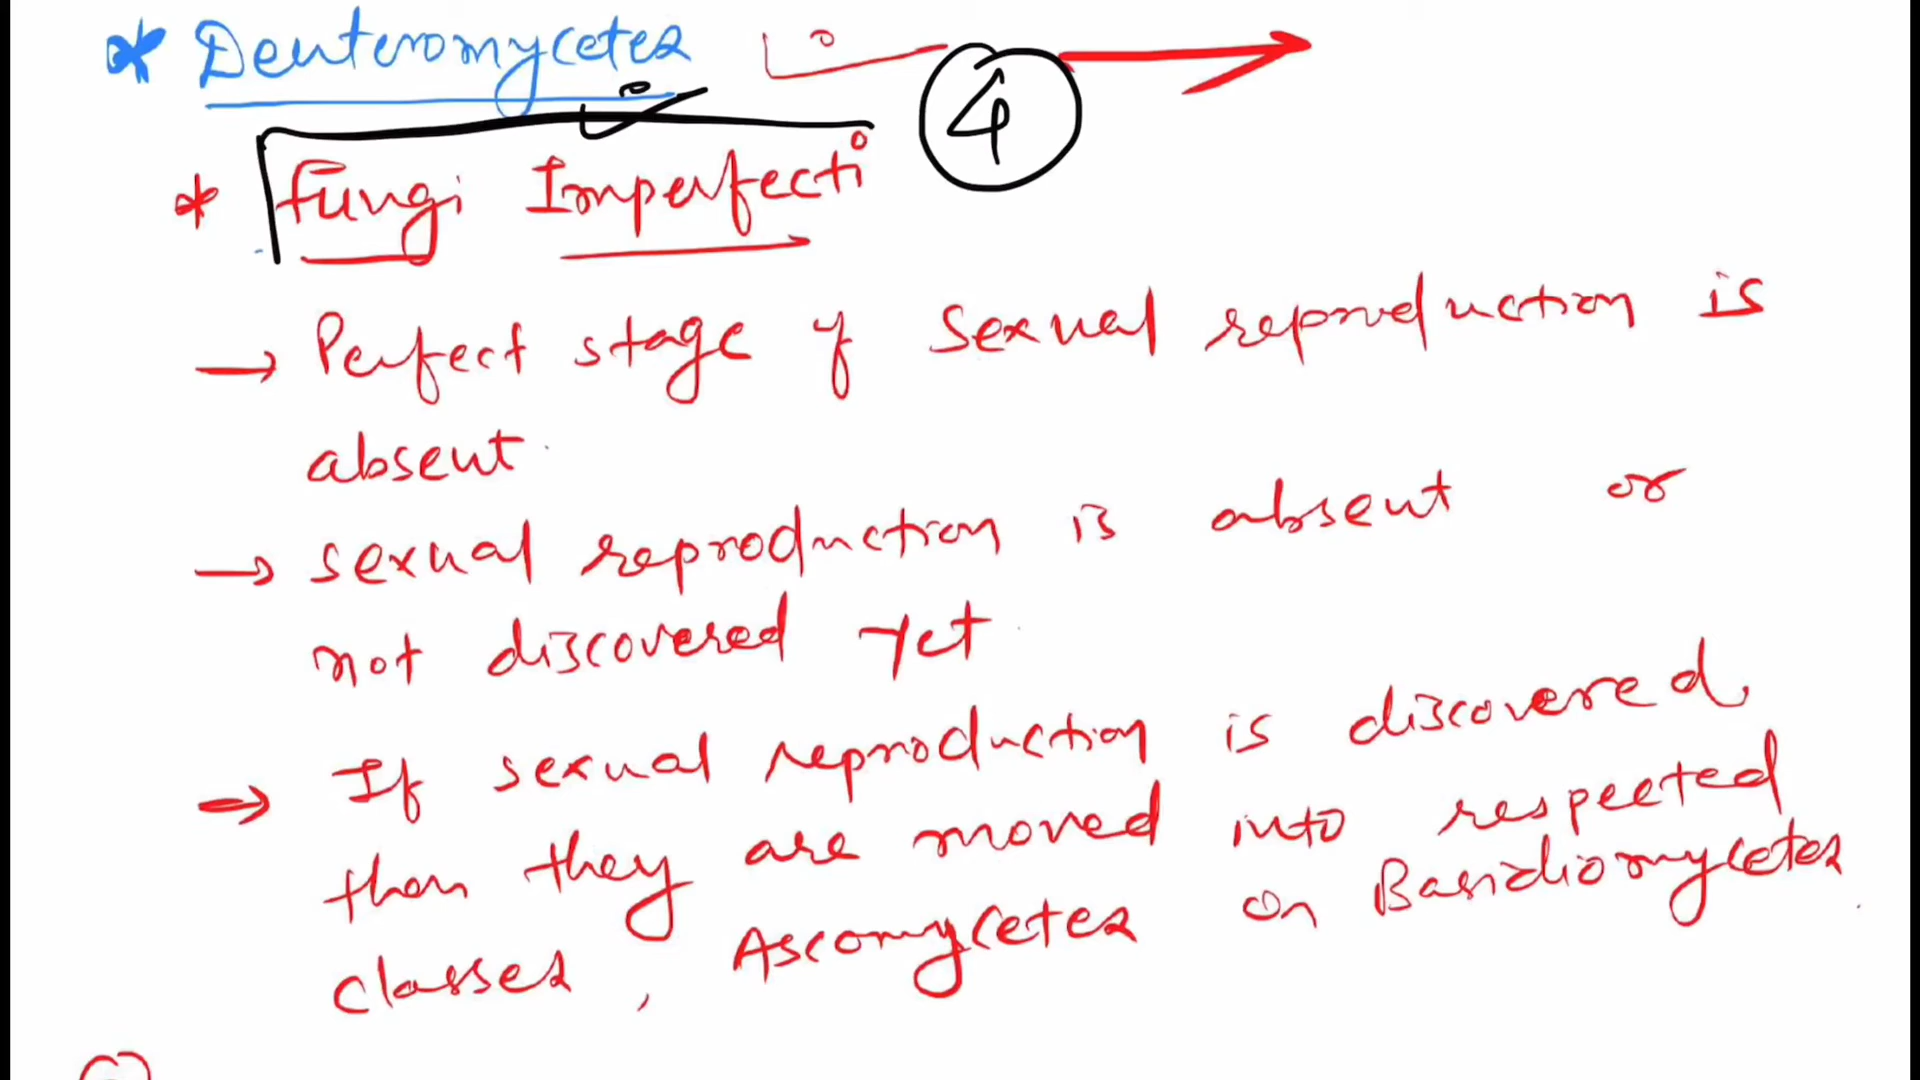 * Deuteromycetes
4
* Fungi Imperfecti
→ Perfect stage of sexual reproduction is
absent.
→ sexual reproduction is absent or
not discovered yet
→ If sexual reproduction is discovered,
then they are moved into respected
classes, Ascomycetes or Basidiomycetes